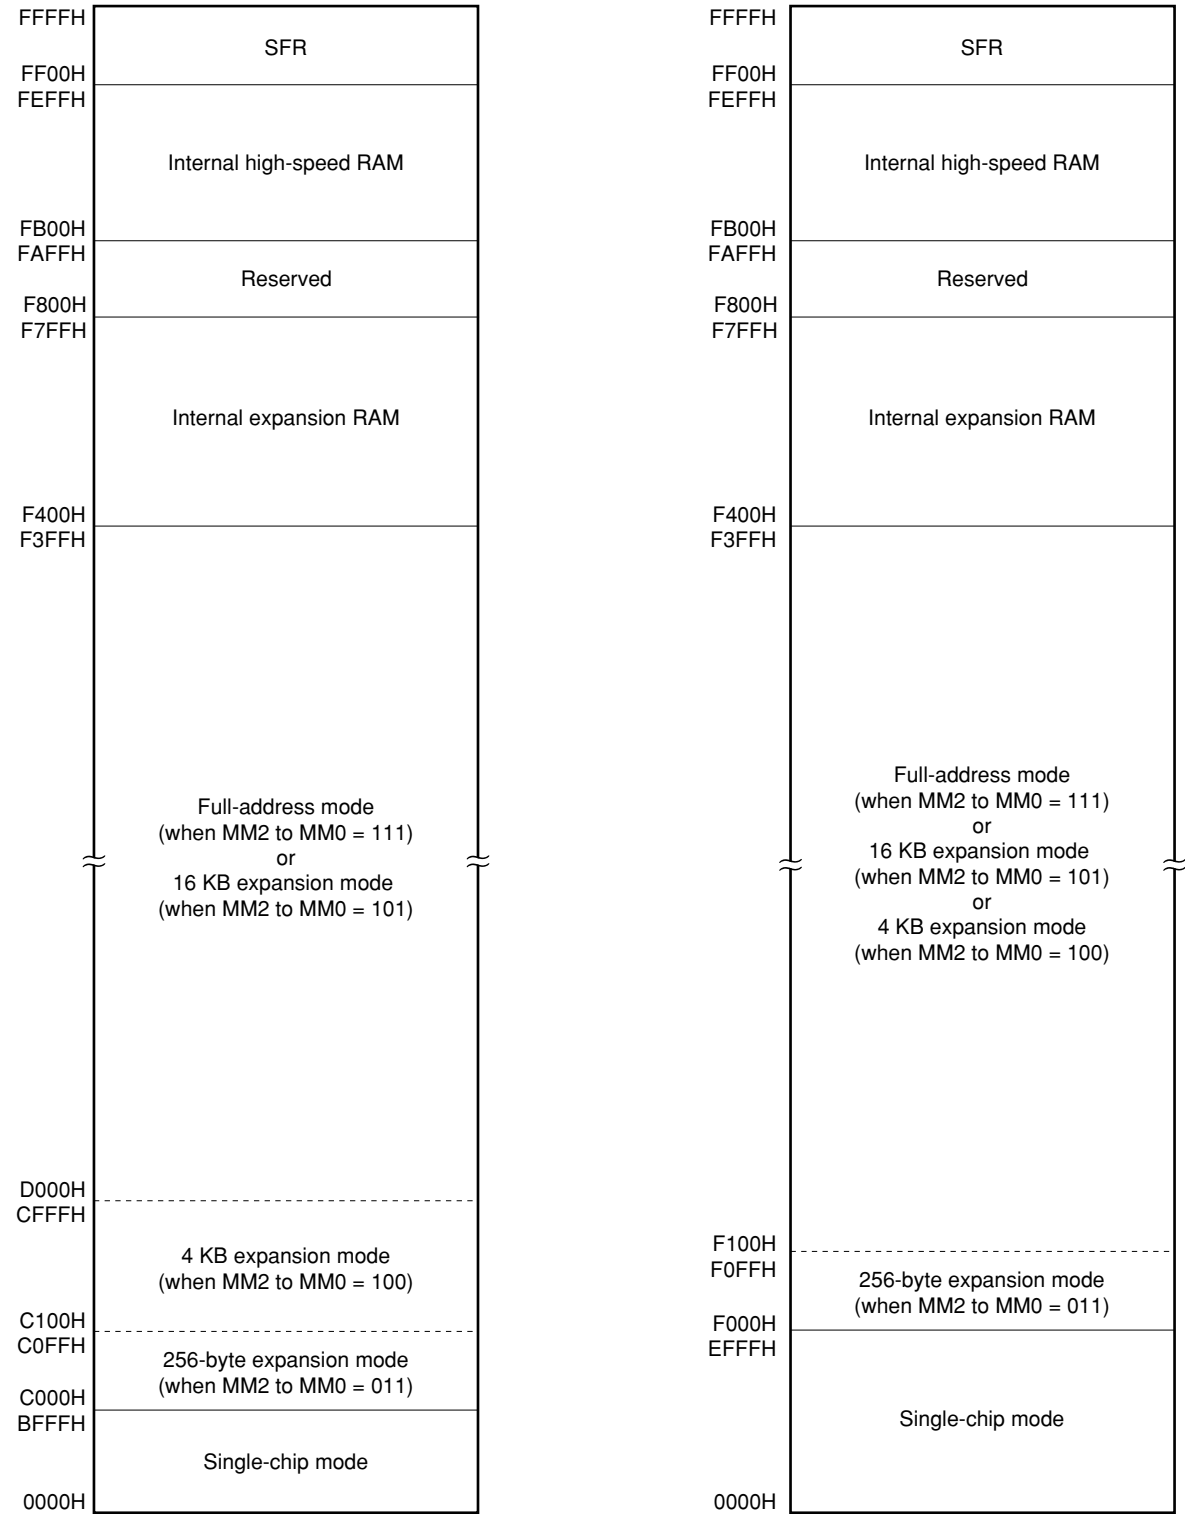 FFFFH
SFR
FF00H
FEFFH
Internal high-speed RAM
FB00H
FAFFH
Reserved
F800H
F7FFH
Internal expansion RAM
F400H
F3FFH
Full-address mode
(when MM2 to MM0 = 111)
or
16 KB expansion mode
(when MM2 to MM0 = 101)
D000H
CFFFH
4 KB expansion mode
(when MM2 to MM0 = 100)
C100H
C0FFH
256-byte expansion mode
(when MM2 to MM0 = 011)
C000H
BFFFH
Single-chip mode
0000H
FFFFH
SFR
FF00H
FEFFH
Internal high-speed RAM
FB00H
FAFFH
Reserved
F800H
F7FFH
Internal expansion RAM
F400H
F3FFH
Full-address mode
(when MM2 to MM0 = 111)
or
16 KB expansion mode
(when MM2 to MM0 = 101)
or
4 KB expansion mode
(when MM2 to MM0 = 100)
F100H
F0FFH
256-byte expansion mode
(when MM2 to MM0 = 011)
F000H
EFFFH
Single-chip mode
0000H